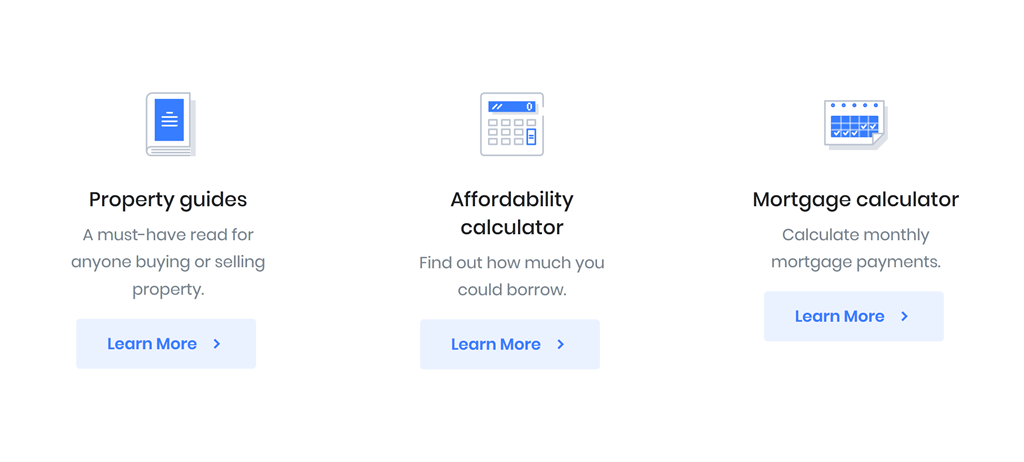 Property guides
A must-have read for
anyone buying or selling
property.
Learn More
0
Affordability
calculator
Find out how much you
could borrow.
Learn More
Mortgage calculator
Calculate monthly
mortgage payments.
Learn More